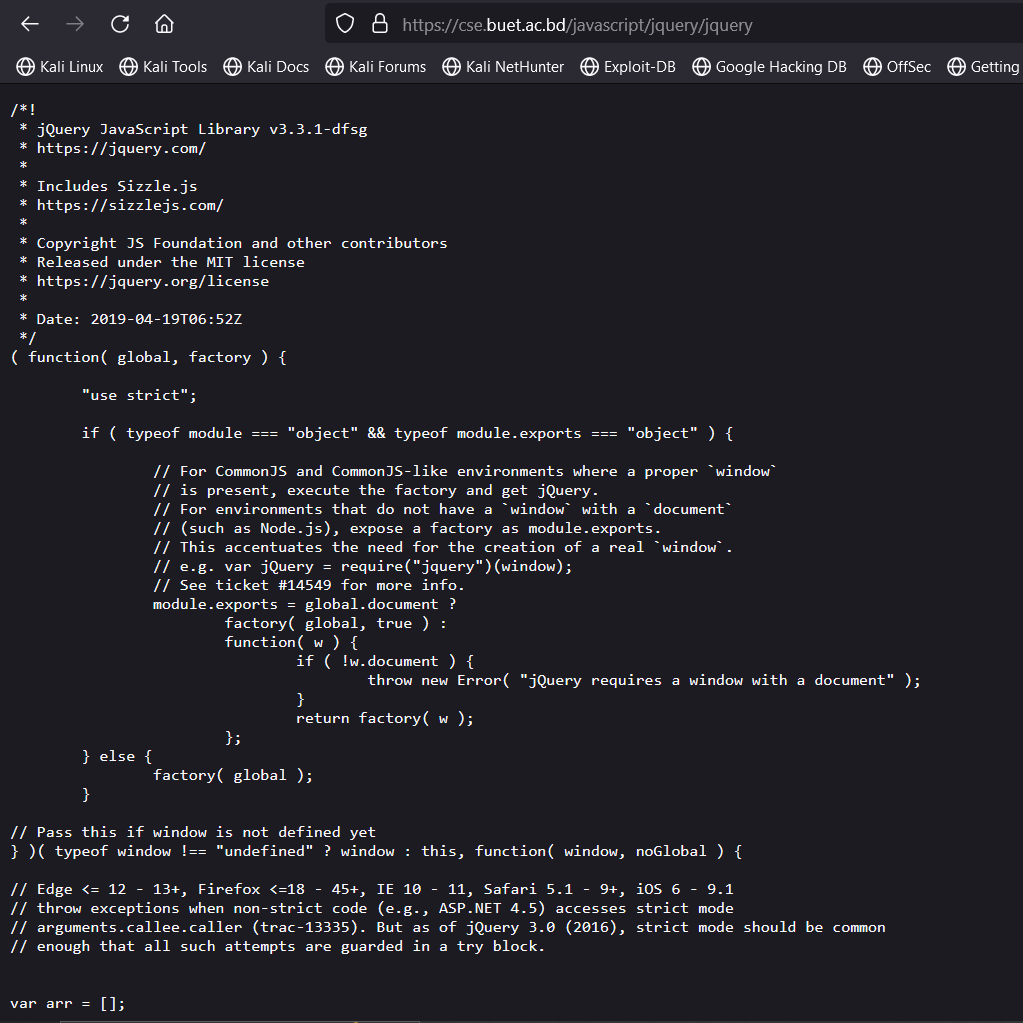 https://cse.buet.ac.bd/javascript/jquery/jquery
Kali Linux Kali Tools Kali Docs Kali Forums Kali NetHunter Exploit-DB Google Hacking DB OffSec Getting
/*!
 * jQuery JavaScript Library v3.3.1-dfsg
 * https://jquery.com/
 *
 * Includes Sizzle.js
 * https://sizzlejs.com/
 *
 * Copyright JS Foundation and other contributors
 * Released under the MIT license
 * https://jquery.org/license
 *
 * Date: 2019-04-19T06:52Z
 */
( function( global, factory ) {
"use strict";
if ( typeof module === "object" && typeof module.exports === "object" ) {
// For CommonJS and CommonJS-like environments where a proper `window`
// is present, execute the factory and get jQuery.
// For environments that do not have a `window` with a `document`
// (such as Node.js), expose a factory as module.exports.
// This accentuates the need for the creation of a real `window`.
// e.g. var jQuery = require("jquery")(window);
// See ticket #14549 for more info.
module.exports = global.document ?
factory( global, true ) :
function( w ) {
if ( !w.document ) {
throw new Error( "jQuery requires a window with a document" );
}
return factory( w );
};
} else {
factory( global );
}
// Pass this if window is not defined yet
} )( typeof window !== "undefined" ? window : this, function( window, noGlobal ) {
// Edge <= 12 - 13+, Firefox <=18 - 45+, IE 10 - 11, Safari 5.1 - 9+, iOS 6 - 9.1
// throw exceptions when non-strict code (e.g., ASP.NET 4.5) accesses strict mode
// arguments.callee.caller (trac-13335). But as of jQuery 3.0 (2016), strict mode should be common
// enough that all such attempts are guarded in a try block.
var arr = [];